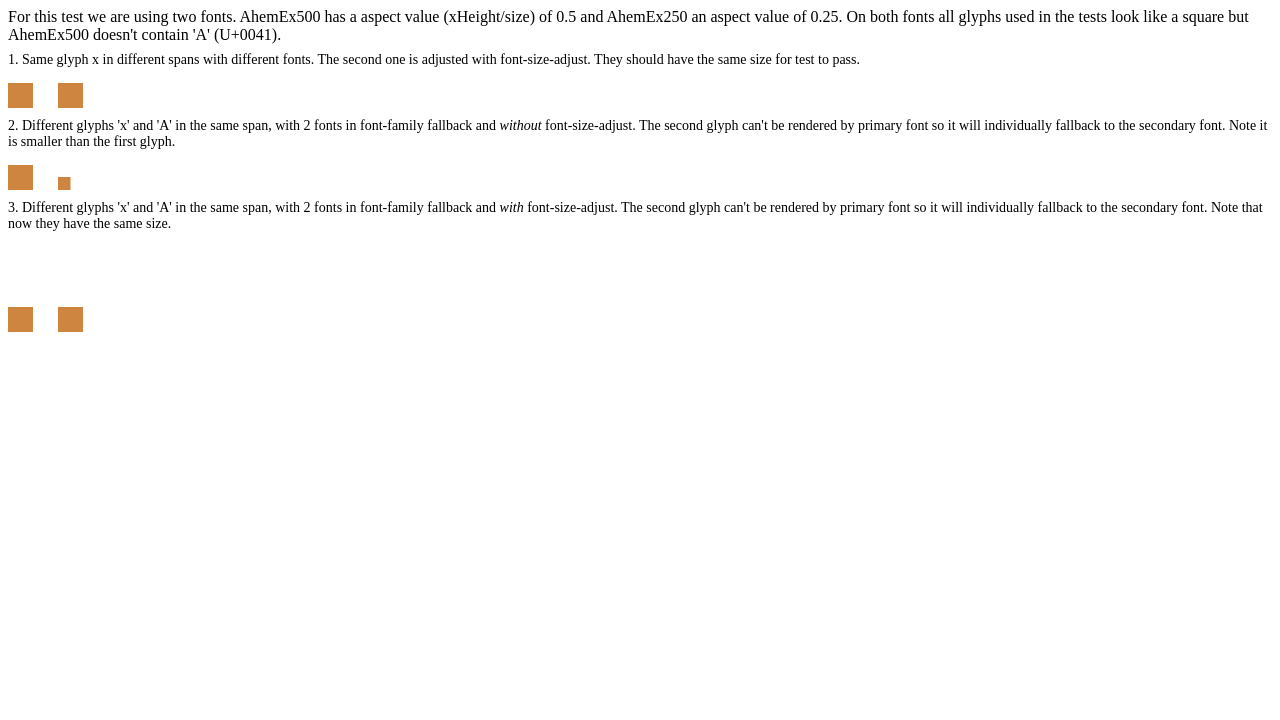 For this test we are using two fonts. AhemEx500 has a aspect value (xHeight/size) of 0.5 and AhemEx250 an aspect value of 0.25. On both fonts all glyphs used in the tests look like a square but
AhemEx500 doesn't contain 'A' (U+0041).
1. Same glyph x in different spans with different fonts. The second one is adjusted with font-size-adjust. They should have the same size for test to pass.
2. Different glyphs 'x' and 'A' in the same span, with 2 fonts in font-family fallback and without font-size-adjust. The second glyph can't be rendered by primary font so it will individually fallback to the secondary font. Note it
is smaller than the first glyph.
3. Different glyphs 'x' and 'A' in the same span, with 2 fonts in font-family fallback and with font-size-adjust. The second glyph can't be rendered by primary font so it will individually fallback to the secondary font. Note that
now they have the same size.